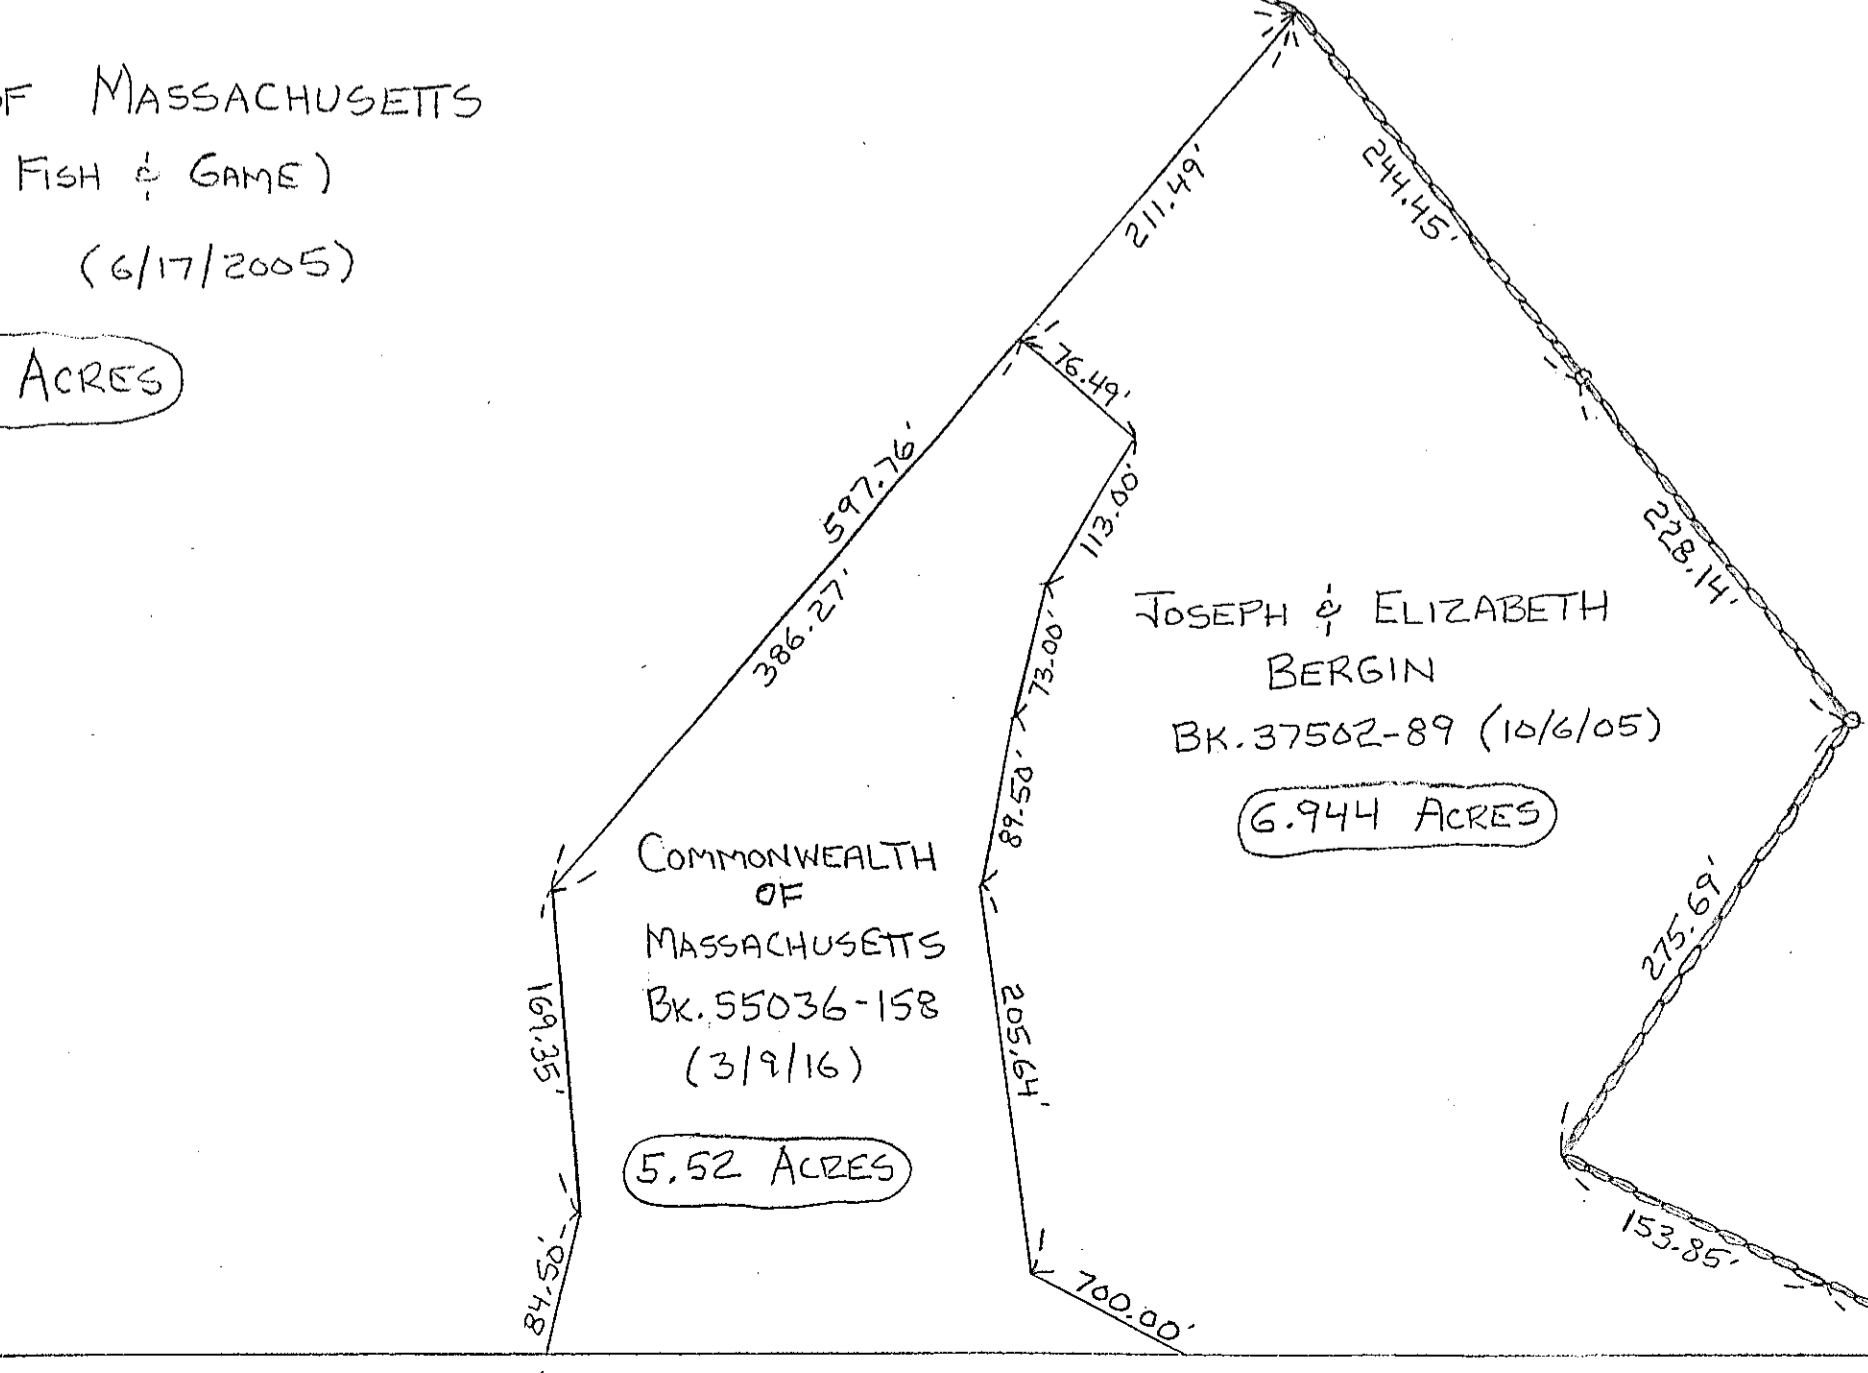 OF MASSACHUSETTS
FISH & GAME)
(6/17/2005)
ACRES
211.49'
244.45'
76.49'
597.76'
386.27'
113.00'
73.00'
89.50'
228.14'
JOSEPH & ELIZABETH
BERGIN
BK. 37502-89 (10/6/05)
6.944 ACRES
COMMONWEALTH
OF
MASSACHUSETTS
BK. 55036-158
(3/9/16)
5.52 ACRES
169.35'
205.64'
275.69'
84.50'
700.00'
153.85'